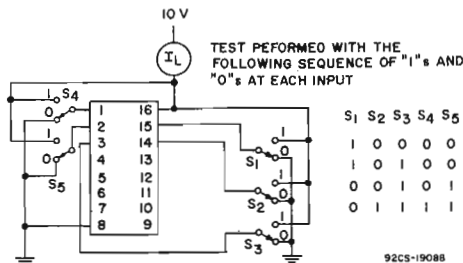 10 V
I_L
TEST PEFORMED WITH THE
FOLLOWING SEQUENCE OF "1"s AND
"0"s AT EACH INPUT
1 S4
0
1
0
S5
1 16
2 15
3 14
4 13
5 12
6 11
7 10
8 9
1
S1 0
1
S2 0
1
S3 0
S1 S2 S3 S4 S5
1 0 0 0 0
1 0 1 0 0
0 0 1 0 1
0 1 1 1 1
92CS-19088